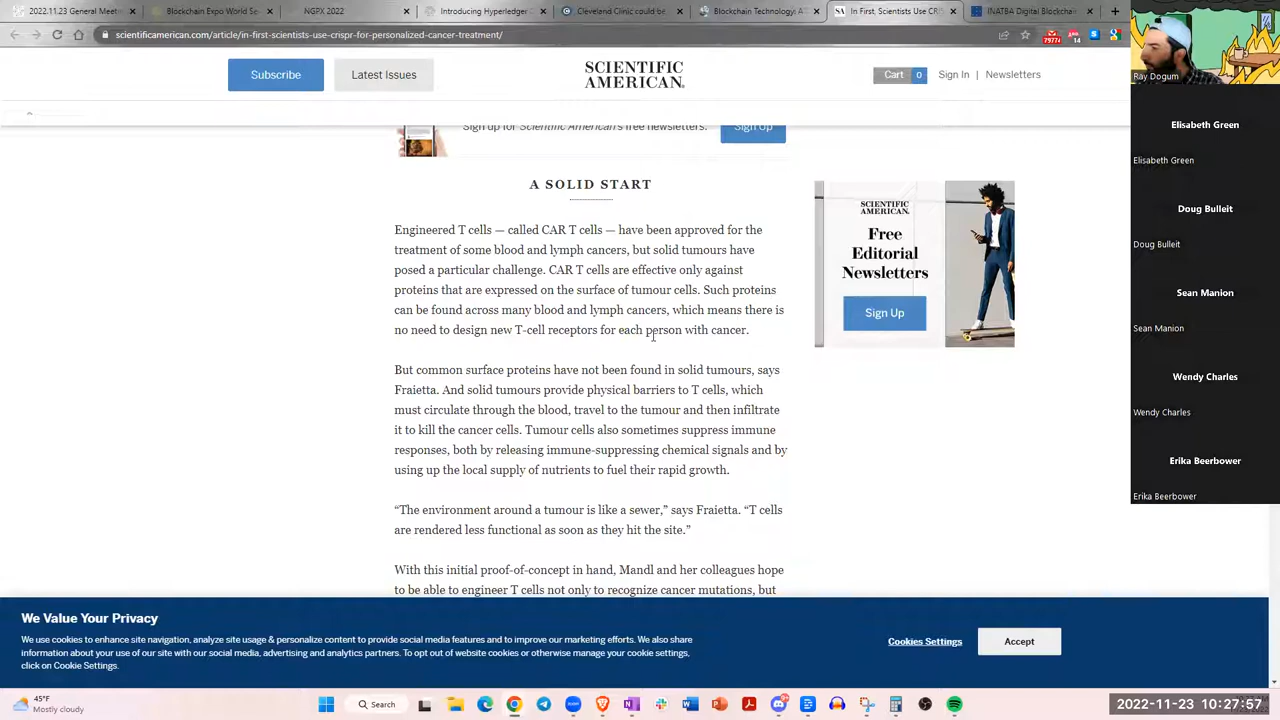 2022.11.23 General Meet
Blockchain Expo World Se
NGPX 2022
Introducing Hyperledger C
Cleveland Clinic could be
Blockchain Technology A
In First, Scientists Use CRI
INATBA Digital Blockchain
scientificamerican.com/article/in-first-scientists-use-crispr-for-personalized-cancer-treatment/
79774
14
Subscribe
Latest Issues
SCIENTIFIC
AMERICAN
Cart 0
Sign In | Newsletters
Sign up for Scientific American's free newsletters.
Sign Up
A SOLID START
Engineered T cells — called CAR T cells — have been approved for the
treatment of some blood and lymph cancers, but solid tumours have
posed a particular challenge. CAR T cells are effective only against
proteins that are expressed on the surface of tumour cells. Such proteins
can be found across many blood and lymph cancers, which means there is
no need to design new T-cell receptors for each person with cancer.
But common surface proteins have not been found in solid tumours, says
Fraietta. And solid tumours provide physical barriers to T cells, which
must circulate through the blood, travel to the tumour and then infiltrate
it to kill the cancer cells. Tumour cells also sometimes suppress immune
responses, both by releasing immune-suppressing chemical signals and by
using up the local supply of nutrients to fuel their rapid growth.
“The environment around a tumour is like a sewer,” says Fraietta. “T cells
are rendered less functional as soon as they hit the site.”
With this initial proof-of-concept in hand, Mandl and her colleagues hope
to be able to engineer T cells not only to recognize cancer mutations, but
SCIENTIFIC
AMERICAN.
Free
Editorial
Newsletters
Sign Up
Ray Dogum
Elisabeth Green
Elisabeth Green
Doug Bulleit
Doug Bulleit
Sean Manion
Sean Manion
Wendy Charles
Wendy Charles
Erika Beerbower
Erika Beerbower
We Value Your Privacy
We use cookies to enhance site navigation, analyze site usage & personalize content to provide social media features and to improve our marketing efforts. We also share
information about your use of our site with our social media, advertising and analytics partners. To opt out of website cookies or otherwise manage your cookie settings,
click on Cookie Settings.
Cookies Settings
Accept
45°F
Mostly cloudy
Search
2022-11-23 10:27:57